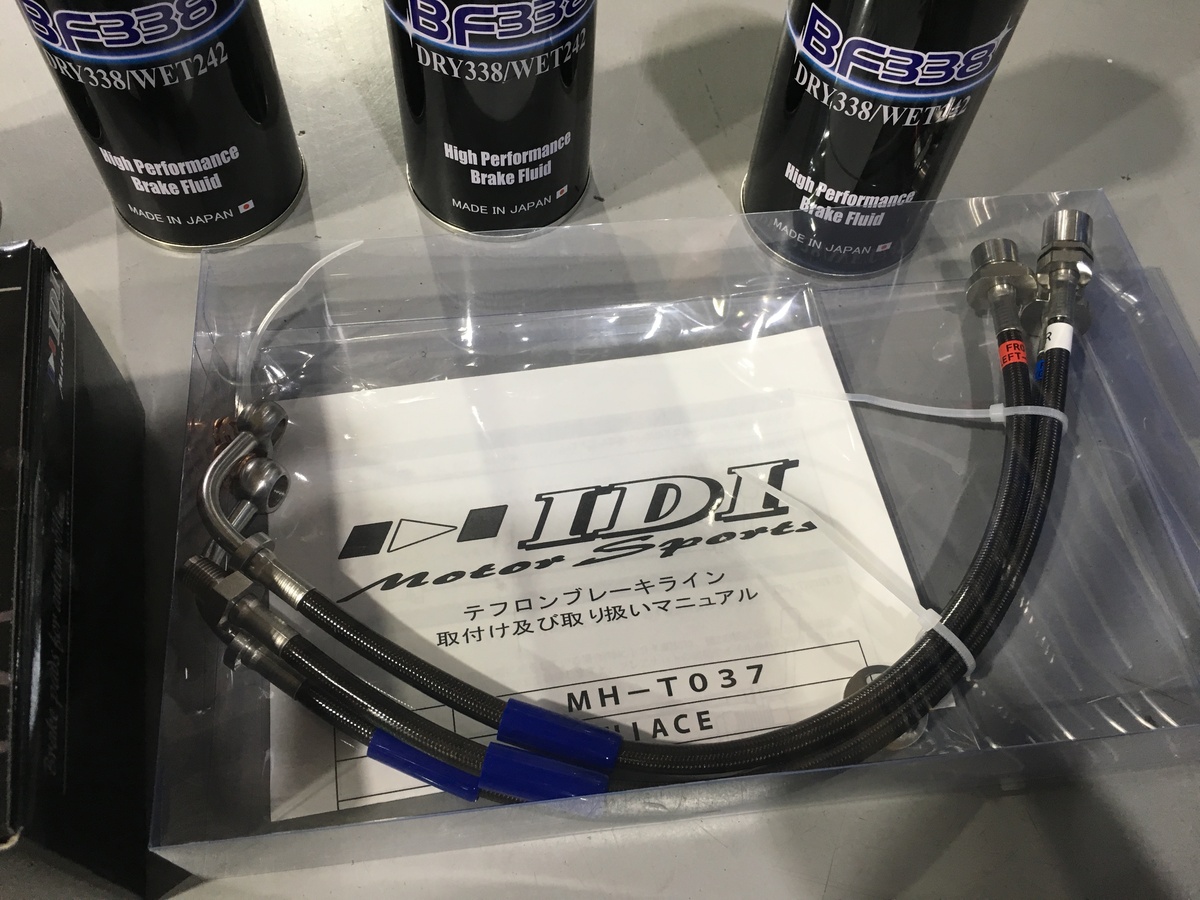 BF338
DRY338/WET242
High Performance
Brake Fluid
MADE IN JAPAN
BF338
DRY338/WET242
High Performance
Brake Fluid
MADE IN JAPAN
BF338
DRY338/WET242
High Performance
Brake Fluid
MADE IN JAPAN
IDI
IDI
Motor Sports
テフロンブレーキライン
取付け及び取り扱いマニュアル
MH-T037
HIACE